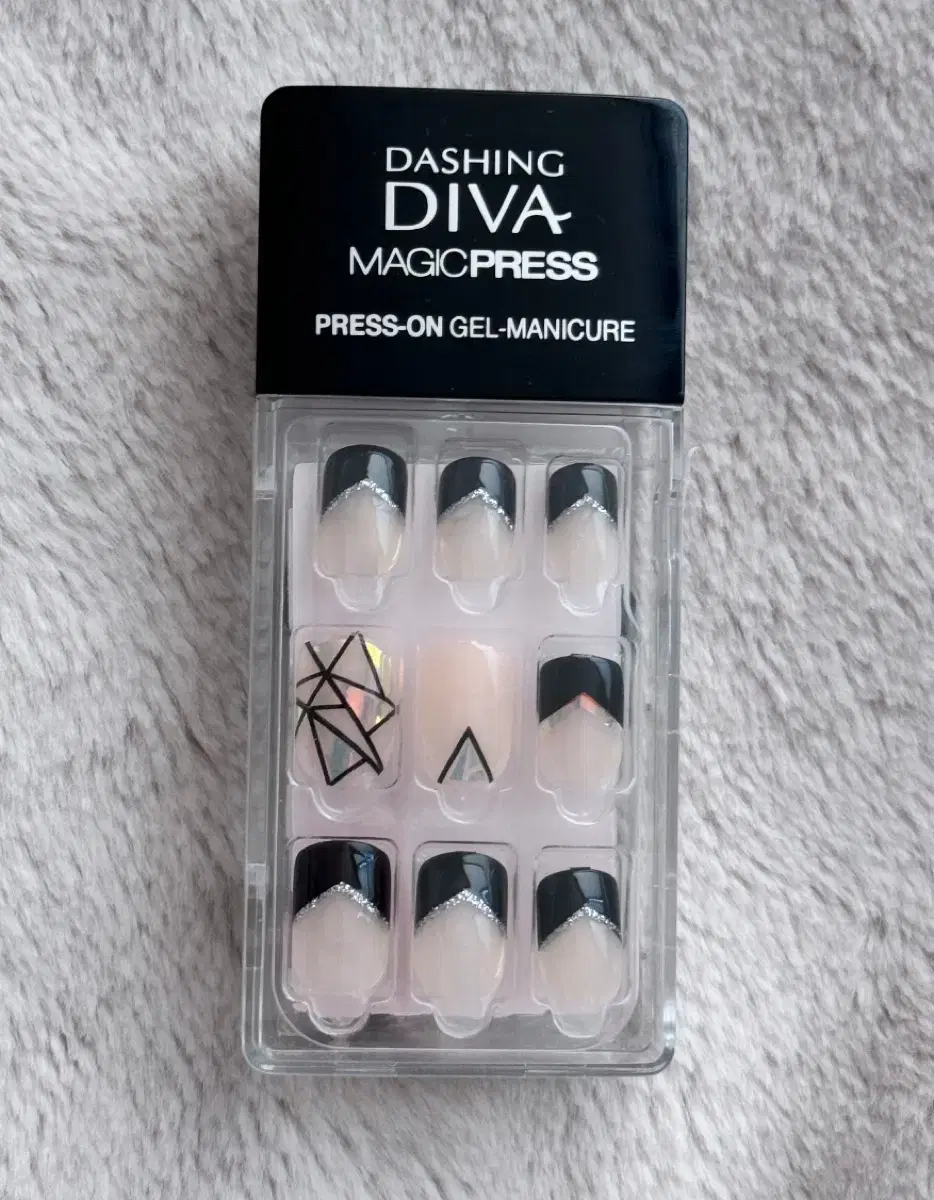 DASHING
DIVA
MAGICPRESS
PRESS-ON GEL-MANICURE